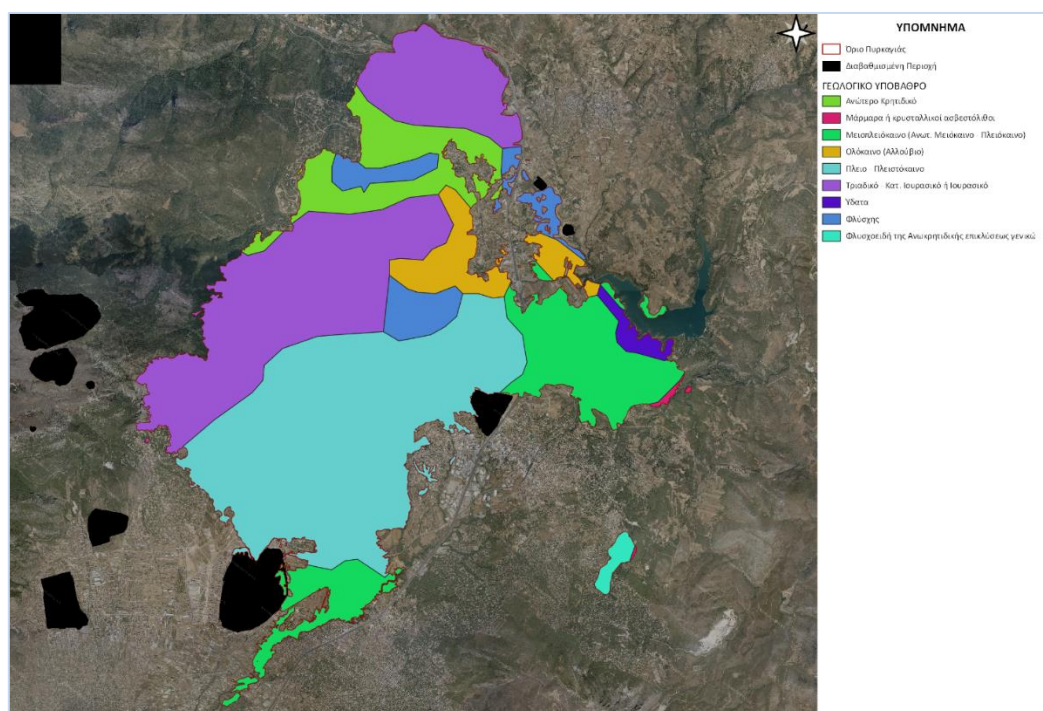 ΥΠΟΜΝΗΜΑ
Όριο Πυρκαγιάς
Διαβαθμισμένη Περιοχή
ΓΕΩΛΟΓΙΚΟ ΥΠΟΒΑΘΡΟ
Ανώτερο Κρητιδικό
Μάρμαρα ή κρυσταλλικοί ασβεστόλιθοι
Μειοπλειόκαινο (Ανωτ. Μειόκαινο - Πλειόκαινο)
Ολόκαινο (Αλλούβιο)
Πλειο - Πλειστόκαινο
Τριαδικό - Κατ. Ιουρασικό ή Ιουρασικό
Ύδατα
Φλύσχης
Φλυσχοειδή της Ανωκρητιδικής επικλύσεως γενικώ